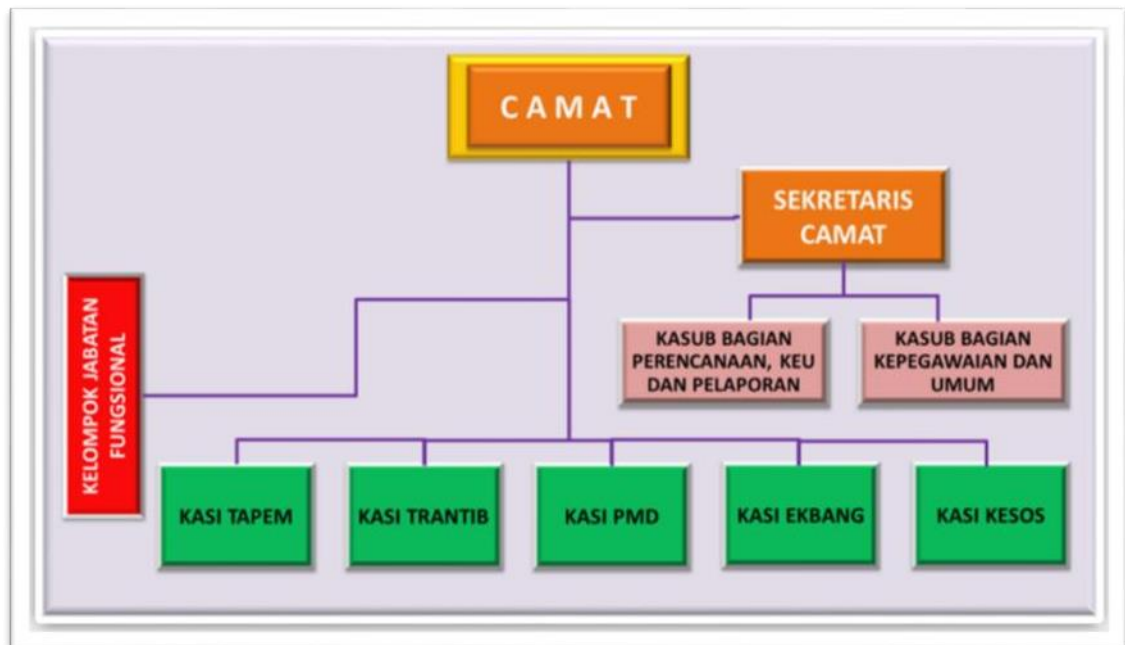 C A M A T
SEKRETARIS
CAMAT
KELOMPOK JABATAN
FUNGSIONAL
KASUB BAGIAN
PERENCANAAN, KEU
DAN PELAPORAN
KASUB BAGIAN
KEPEGAWAIAN DAN
UMUM
KASI TAPEM
KASI TRANTIB
KASI PMD
KASI EKBANG
KASI KESOS